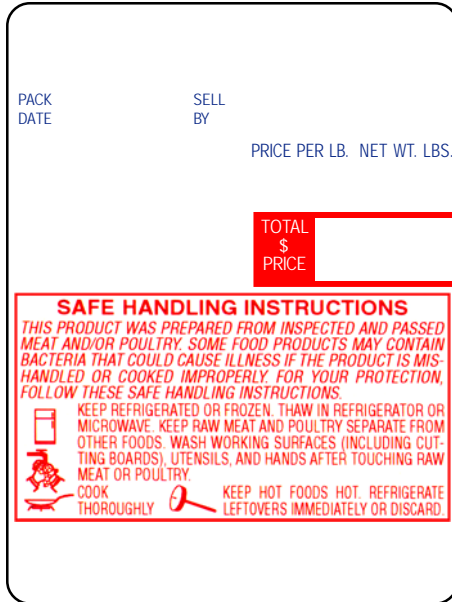 PACK SELL
DATE BY
PRICE PER LB. NET WT. LBS.
TOTAL
$
PRICE
SAFE HANDLING INSTRUCTIONS
THIS PRODUCT WAS PREPARED FROM INSPECTED AND PASSED
MEAT AND/OR POULTRY. SOME FOOD PRODUCTS MAY CONTAIN
BACTERIA THAT COULD CAUSE ILLNESS IF THE PRODUCT IS MIS-
HANDLED OR COOKED IMPROPERLY. FOR YOUR PROTECTION,
FOLLOW THESE SAFE HANDLING INSTRUCTIONS.
KEEP REFRIGERATED OR FROZEN. THAW IN REFRIGERATOR OR
MICROWAVE. KEEP RAW MEAT AND POULTRY SEPARATE FROM
OTHER FOODS. WASH WORKING SURFACES (INCLUDING CUT-
TING BOARDS), UTENSILS, AND HANDS AFTER TOUCHING RAW
MEAT OR POULTRY.
COOK
THOROUGHLY
KEEP HOT FOODS HOT. REFRIGERATE
LEFTOVERS IMMEDIATELY OR DISCARD.